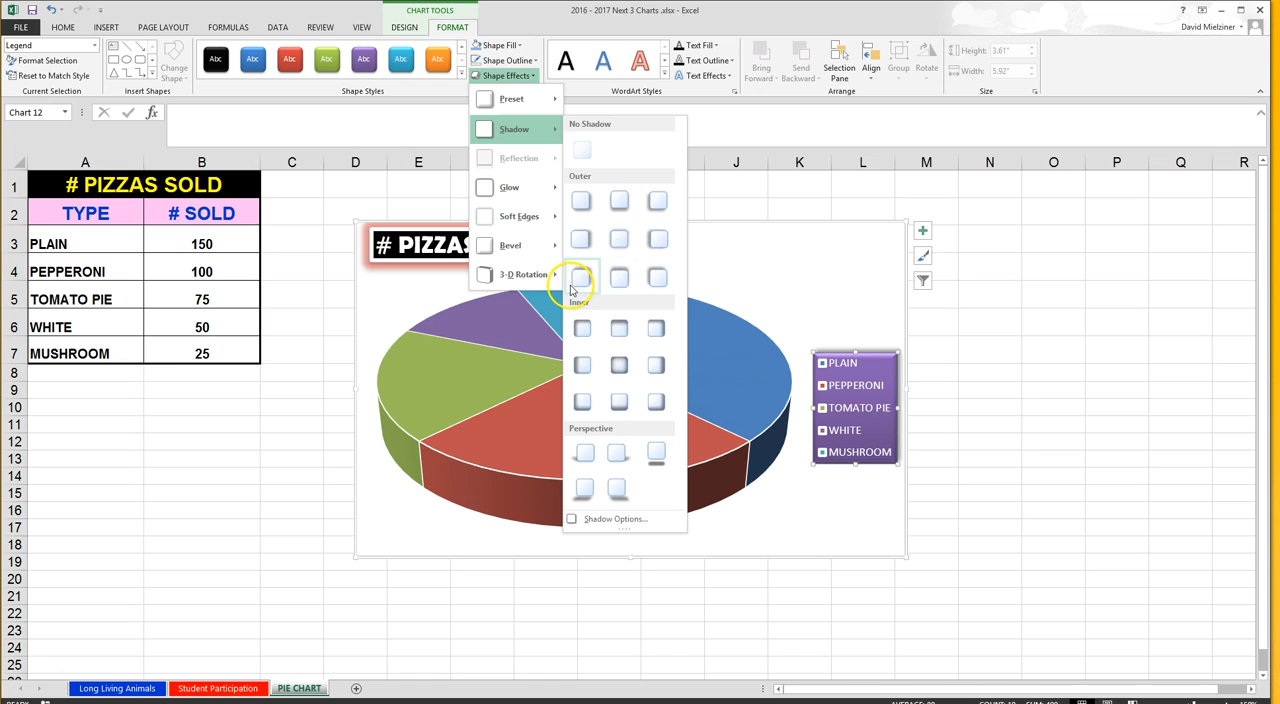 2016 - 2017 Next 3 Charts .xlsx - Excel
CHART TOOLS
FILE HOME INSERT PAGE LAYOUT FORMULAS DATA REVIEW VIEW DESIGN FORMAT
David Mielziner
Legend
Format Selection
Reset to Match Style
Current Selection
Change
Shape
Insert Shapes
Abc Abc Abc Abc Abc Abc Abc
Shape Styles
Shape Fill
Shape Outline
Shape Effects
A A A
WordArt Styles
Text Fill
Text Outline
Text Effects
Bring
Forward
Send
Backward
Selection
Pane
Align
Group
Rotate
Arrange
Height: 3.61"
Width: 5.92"
Size
Chart 12
fx
Preset
Shadow
Reflection
Glow
Soft Edges
Bevel
3-D Rotation
No Shadow
Outer
Inner
Perspective
Shadow Options...
A B C D E J K L M N O P Q R
1 # PIZZAS SOLD
2 TYPE # SOLD
3 PLAIN 150
4 PEPPERONI 100
5 TOMATO PIE 75
6 WHITE 50
7 MUSHROOM 25
8
9
10
11
12
13
14
15
16
17
18
19
20
21
22
23
24
25
# PIZZAS
PLAIN
PEPPERONI
TOMATO PIE
WHITE
MUSHROOM
Long Living Animals Student Participation PIE CHART